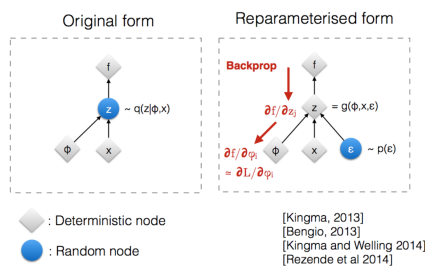 Original form
Reparameterised form
f
z ~ q(z|φ,x)
φ x
Backprop
f
∂f/∂zⱼ
z = g(φ,x,ε)
∂f/∂φᵢ
≃ ∂L/∂φᵢ
φ x ε ~ p(ε)
: Deterministic node
: Random node
[Kingma, 2013]
[Bengio, 2013]
[Kingma and Welling 2014]
[Rezende et al 2014]